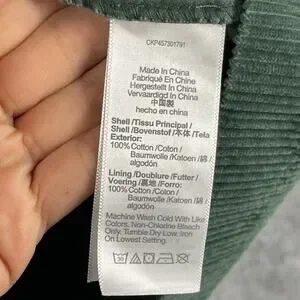 CKP457301791
Made In China
Fabriqué En Chine
Hergestellt In China
Vervaardigd In China
中国製
hecho en china
Shell /Tissu Principal /
Shell /Bovenstof /本体 /Tela
Exterior:
100% Cotton /Coton /
Baumwolle /Katoen /綿 /
algodón
Lining /Doublure /Futter /
Voering /裏地 /Forro:
100% Cotton /Coton /
Baumwolle /Katoen /綿 /
algodón
Machine Wash Cold With Like
Colors. Non-Chlorine Bleach
Only. Tumble Dry Low. Iron
On Lowest Setting.